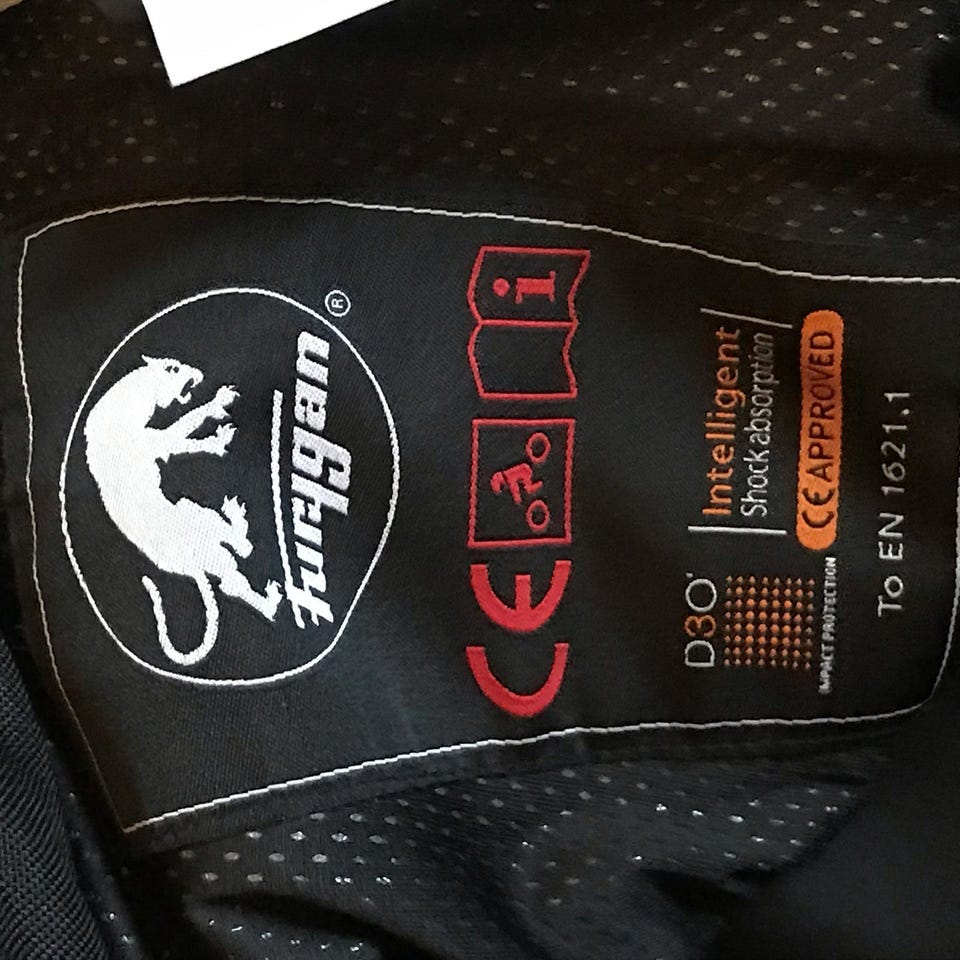 Furygan®
CE
i
D3O®
IMPACT PROTECTION
Intelligent
Shock absorption
CE APPROVED
To EN 1621.1